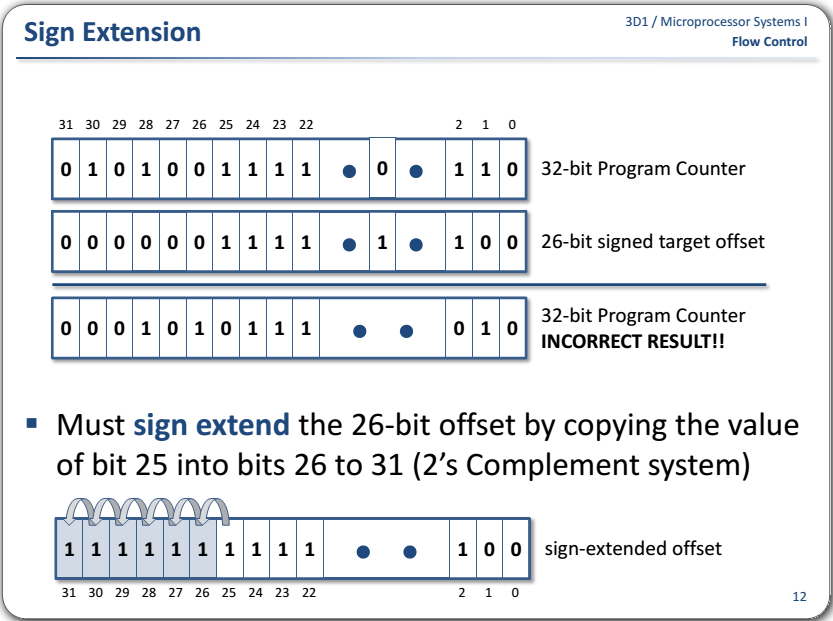 Sign Extension
3D1 / Microprocessor Systems I
Flow Control
31 30 29 28 27 26 25 24 23 22 2 1 0
0 1 0 1 0 0 1 1 1 1 0 1 1 0 32-bit Program Counter
0 0 0 0 0 0 1 1 1 1 1 1 0 0 26-bit signed target offset
0 0 0 1 0 1 0 1 1 1 0 1 0 32-bit Program Counter
INCORRECT RESULT!!
▪ Must sign extend the 26-bit offset by copying the value
of bit 25 into bits 26 to 31 (2's Complement system)
1 1 1 1 1 1 1 1 1 1 1 0 0 sign-extended offset
31 30 29 28 27 26 25 24 23 22 2 1 0
12